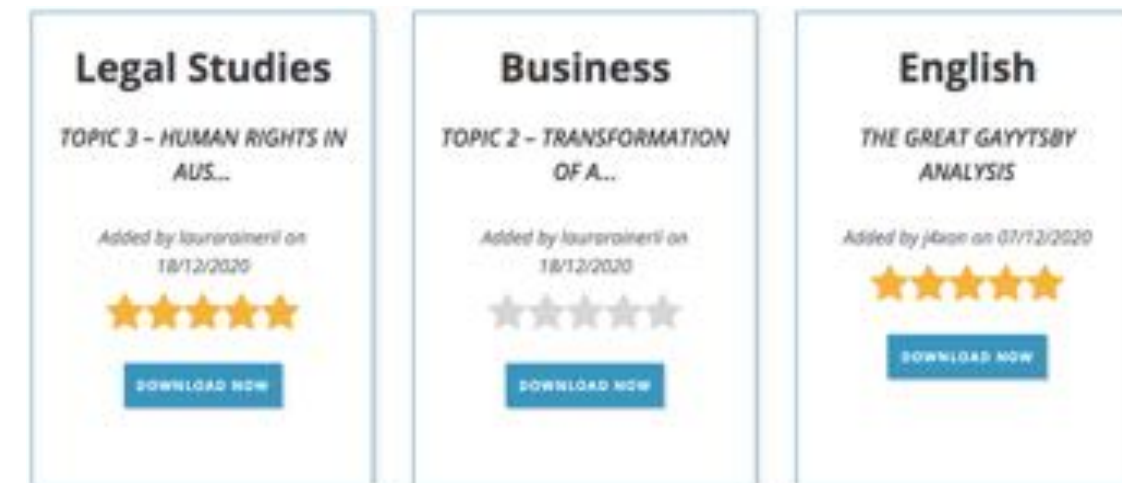 Legal Studies
TOPIC 3 – HUMAN RIGHTS IN
AUS...
Added by laurarainerii on
18/12/2020
DOWNLOAD NOW
Business
TOPIC 2 – TRANSFORMATION
OF A...
Added by laurarainerii on
18/12/2020
DOWNLOAD NOW
English
THE GREAT GAYYTSBY
ANALYSIS
Added by on 07/12/2020
DOWNLOAD NOW